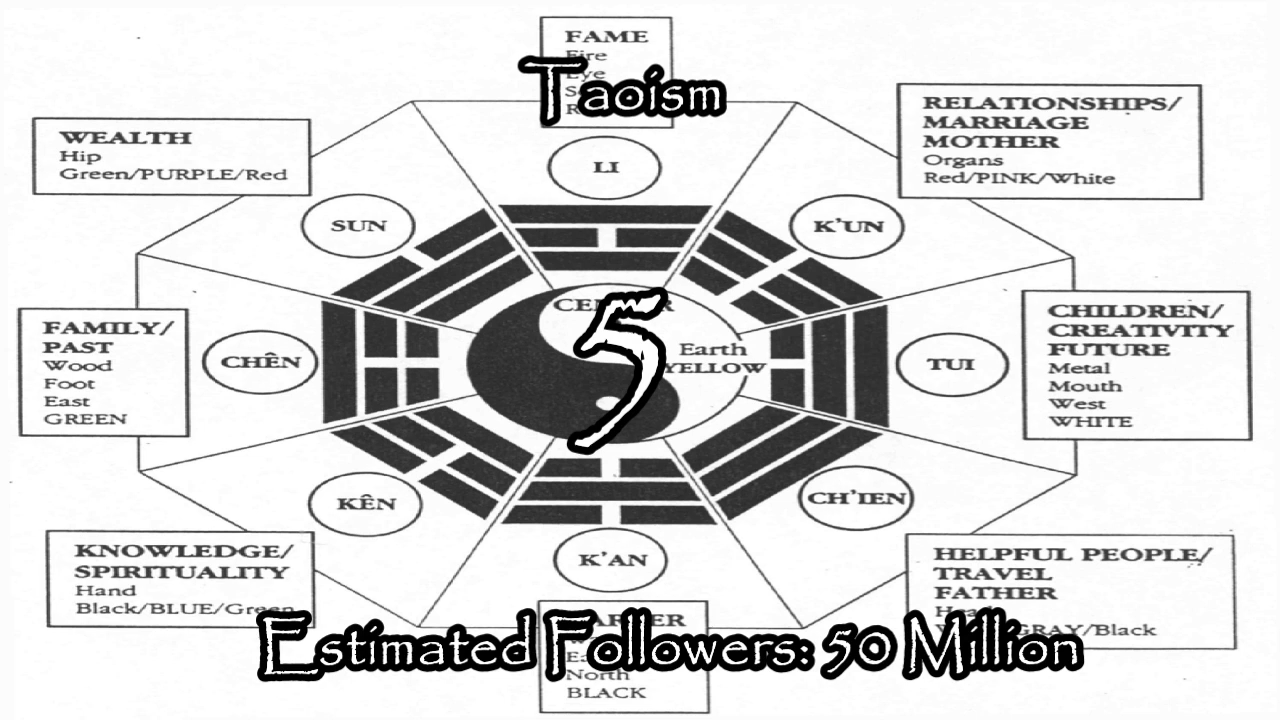 FAME
Fire
Eye
Taoism
RELATIONSHIPS/
MARRIAGE
MOTHER
Organs
Red/PINK/White
WEALTH
Hip
Green/PURPLE/Red
LI
SUN
K'UN
5
Earth
YELLOW
FAMILY/
PAST
Wood
Foot
East
GREEN
CHÊN
TUI
CHILDREN/
CREATIVITY
FUTURE
Metal
Mouth
West
WHITE
KÊN
CH'IEN
K'AN
KNOWLEDGE/
SPIRITUALITY
Hand
Black/BLUE/Green
HELPFUL PEOPLE/
TRAVEL
FATHER
Head
GRAY/Black
Estimated Followers: 50 Million
North
BLACK